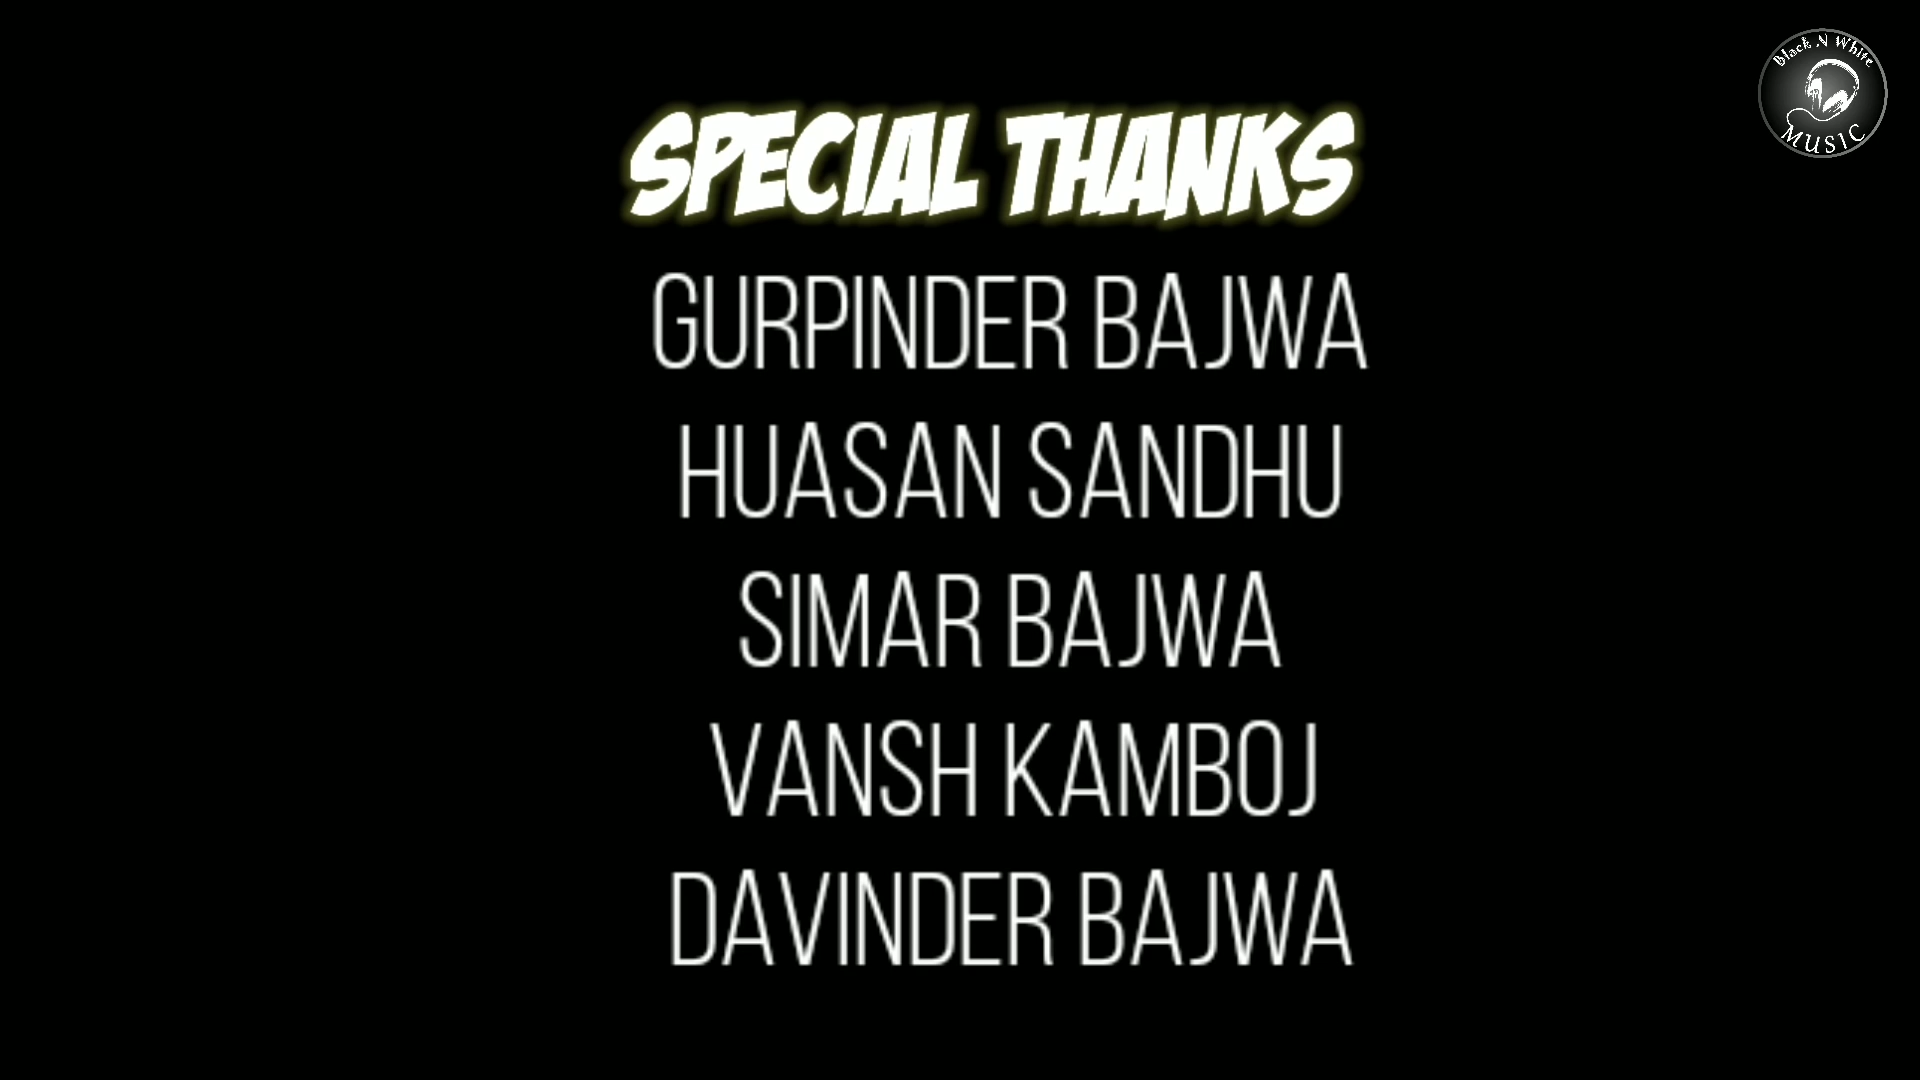 Black N White
MUSIC
SPECIAL THANKS
GURPINDER BAJWA
HUASAN SANDHU
SIMAR BAJWA
VANSH KAMBOJ
DAVINDER BAJWA